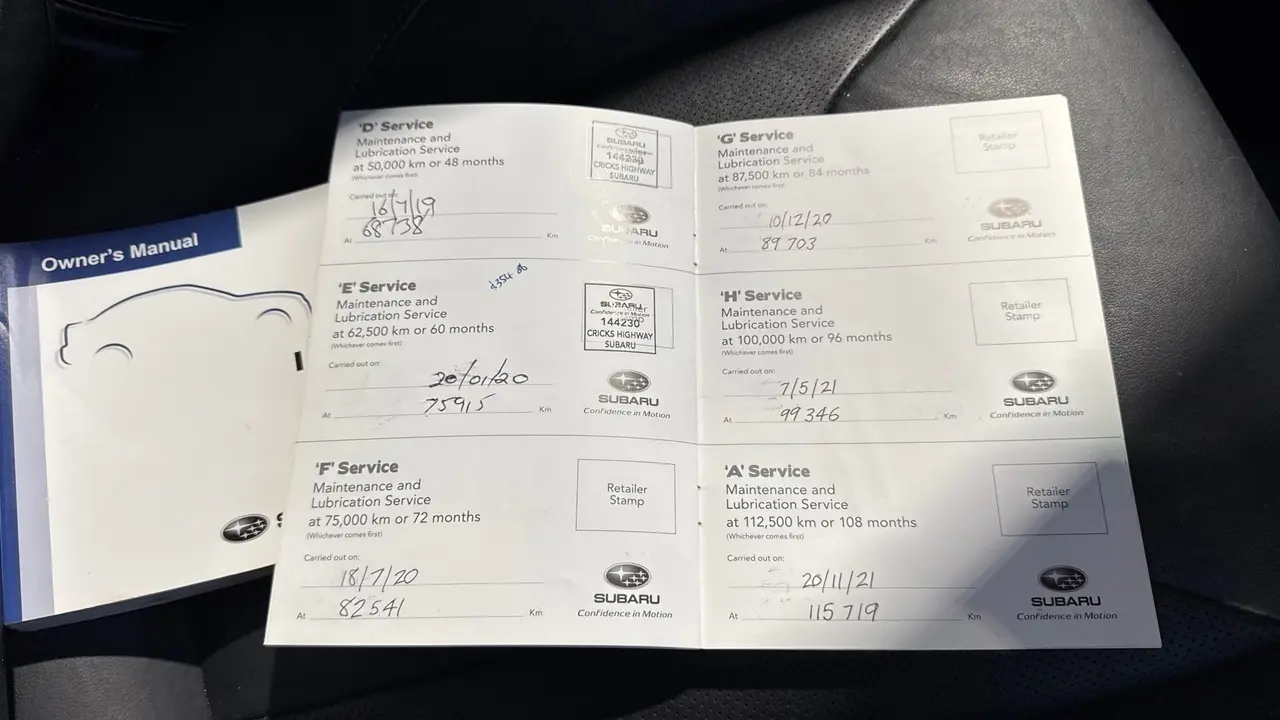 Owner's Manual
'D' Service
Maintenance and
Lubrication Service
at 50,000 km or 48 months
(Whichever comes first)
Carried out on:
16/7/19
At 68738 Km
SUBARU
144230
CRICKS HIGHWAY
SUBARU
SUBARU
Confidence in Motion
'E' Service
Maintenance and
Lubrication Service
at 62,500 km or 60 months
(Whichever comes first)
Carried out on:
20/01/20
At 75915 Km
SUBARU
Confidence in Motion
144230
CRICKS HIGHWAY
SUBARU
SUBARU
Confidence in Motion
'F' Service
Maintenance and
Lubrication Service
at 75,000 km or 72 months
(Whichever comes first)
Carried out on:
18/7/20
At 82541 Km
Retailer
Stamp
SUBARU
Confidence in Motion
'G' Service
Maintenance and
Lubrication Service
at 87,500 km or 84 months
(Whichever comes first)
Carried out on:
10/12/20
At 89 703 Km
Retailer
Stamp
SUBARU
Confidence in Motion
'H' Service
Maintenance and
Lubrication Service
at 100,000 km or 96 months
(Whichever comes first)
Carried out on:
7/5/21
At 99346 Km
Retailer
Stamp
SUBARU
Confidence in Motion
'A' Service
Maintenance and
Lubrication Service
at 112,500 km or 108 months
(Whichever comes first)
Carried out on:
20/11/21
At 115 719 Km
Retailer
Stamp
SUBARU
Confidence in Motion